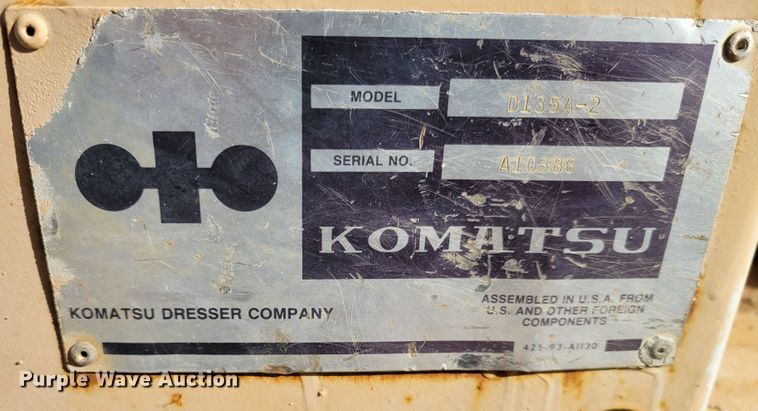 MODEL D135A-2
SERIAL NO. A10386
KOMATSU
KOMATSU DRESSER COMPANY
ASSEMBLED IN U.S.A. FROM
U.S. AND OTHER FOREIGN
COMPONENTS
425-93-A1130
Purple Wave Auction